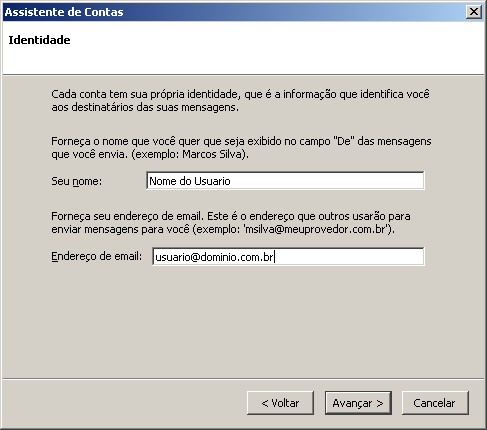 Assistente de Contas
Identidade
Cada conta tem sua própria identidade, que é a informação que identifica você
aos destinatários das suas mensagens.
Forneça o nome que você quer que seja exibido no campo "De" das mensagens
que você envia. (exemplo: Marcos Silva).
Seu nome: Nome do Usuario
Forneça seu endereço de email. Este é o endereço que outros usarão para
enviar mensagens para você (exemplo: 'msilva@meuprovedor.com.br').
Endereço de email: usuario@dominio.com.br
< Voltar Avançar > Cancelar